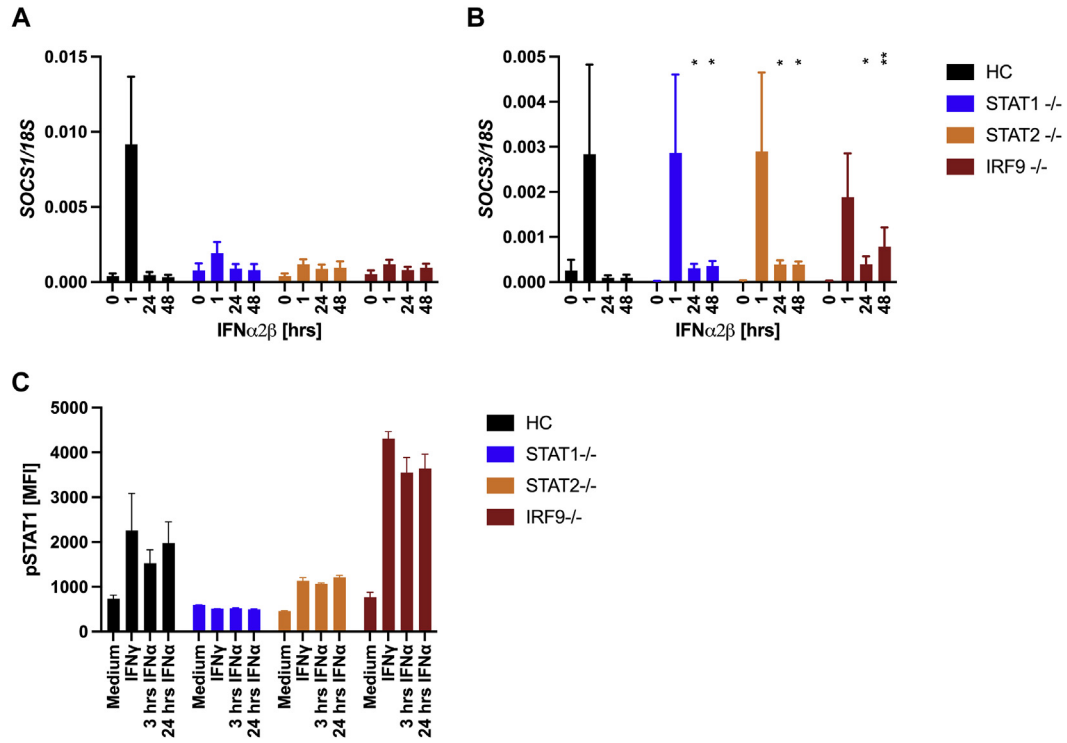 A
SOCS1/18S
0.015
0.010
0.005
0.000
0 1 24 48 0 1 24 48 0 1 24 48 0 1 24 48
IFNα2β [hrs]
B
SOCS3/18S
0.005
0.004
0.003
0.002
0.001
0.000
* * * * * **
0 1 24 48 0 1 24 48 0 1 24 48 0 1 24 48
IFNα2β [hrs]
HC
STAT1 -/-
STAT2 -/-
IRF9 -/-
C
pSTAT1 [MFI]
5000
4000
3000
2000
1000
0
Medium
IFNγ
3 hrs IFNα
24 hrs IFNα
Medium
IFNγ
3 hrs IFNα
24 hrs IFNα
Medium
IFNγ
3 hrs IFNα
24 hrs IFNα
Medium
IFNγ
3 hrs IFNα
24 hrs IFNα
HC
STAT1-/-
STAT2-/-
IRF9-/-